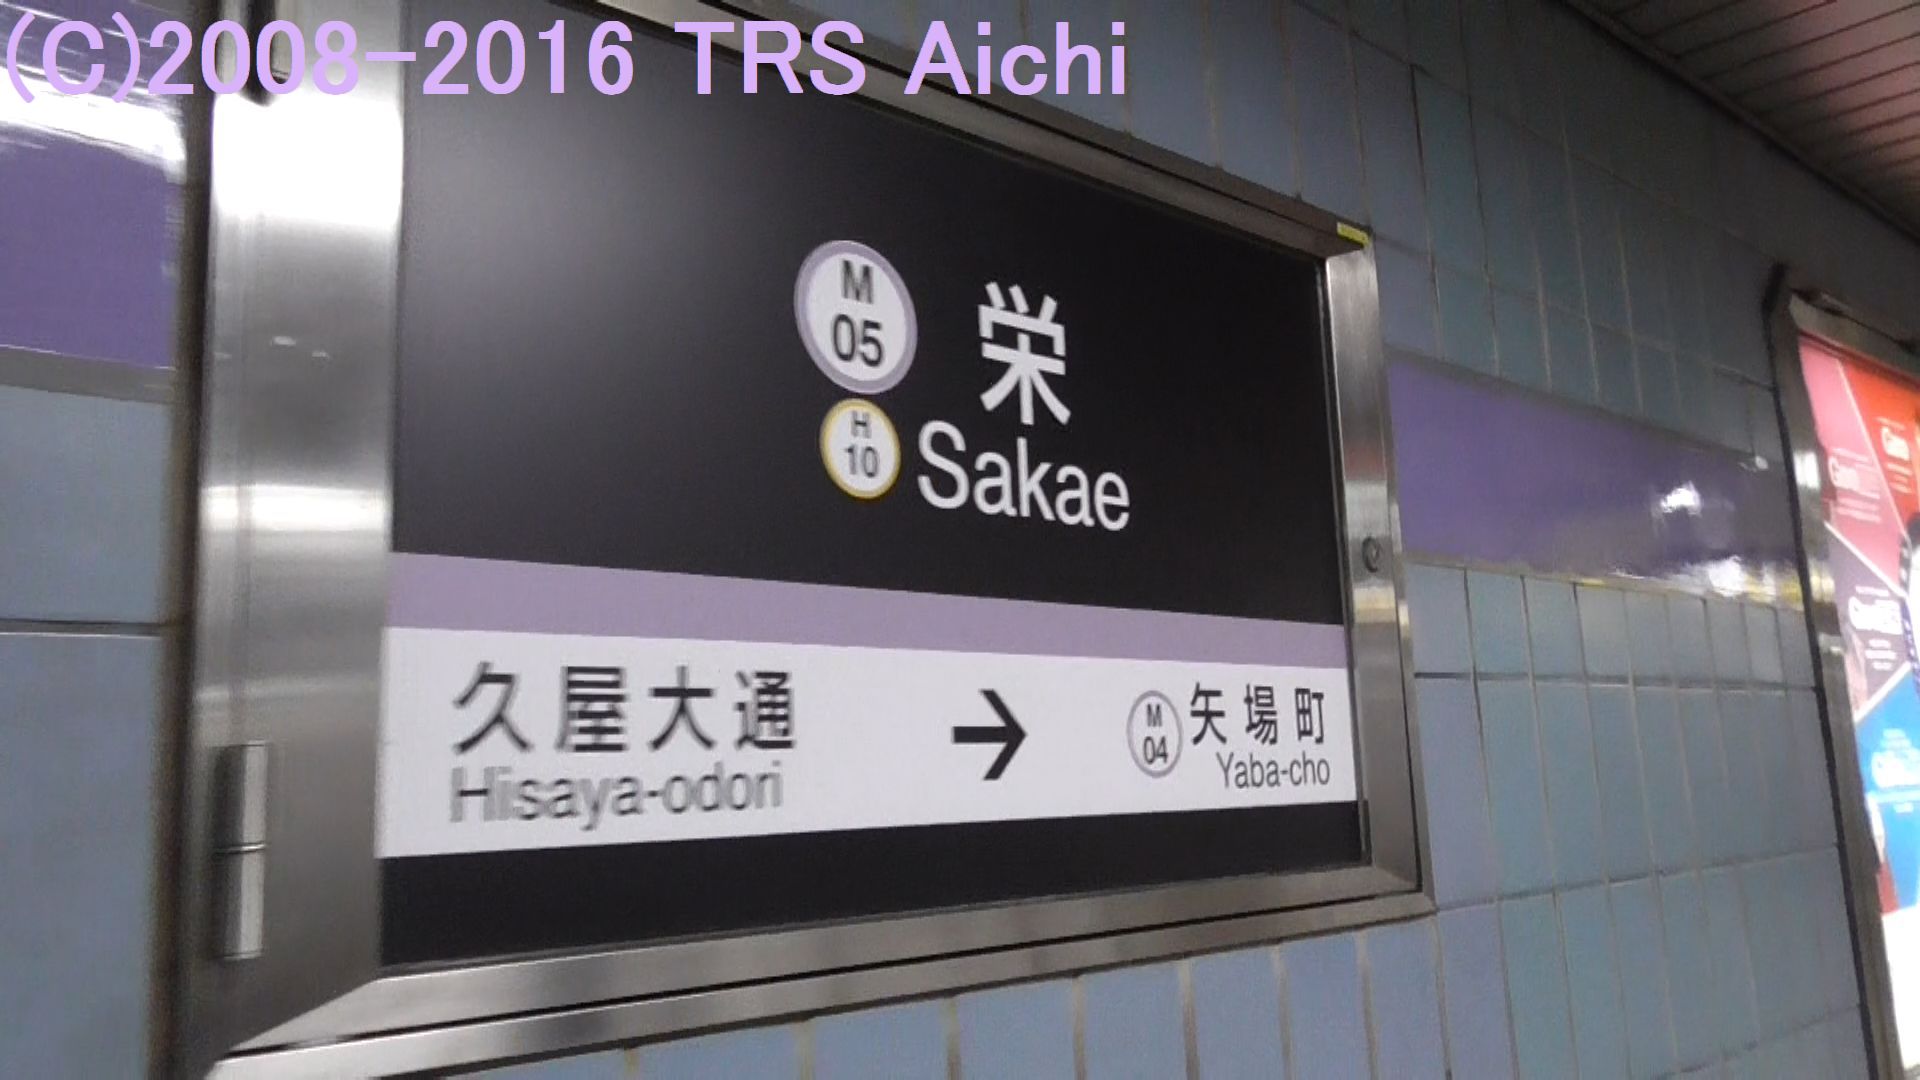 (C)2008-2016 TRS Aichi
M
05
栄
H
10
Sakae
久屋大通
Hisaya-odori
→
M
04
矢場町
Yaba-cho